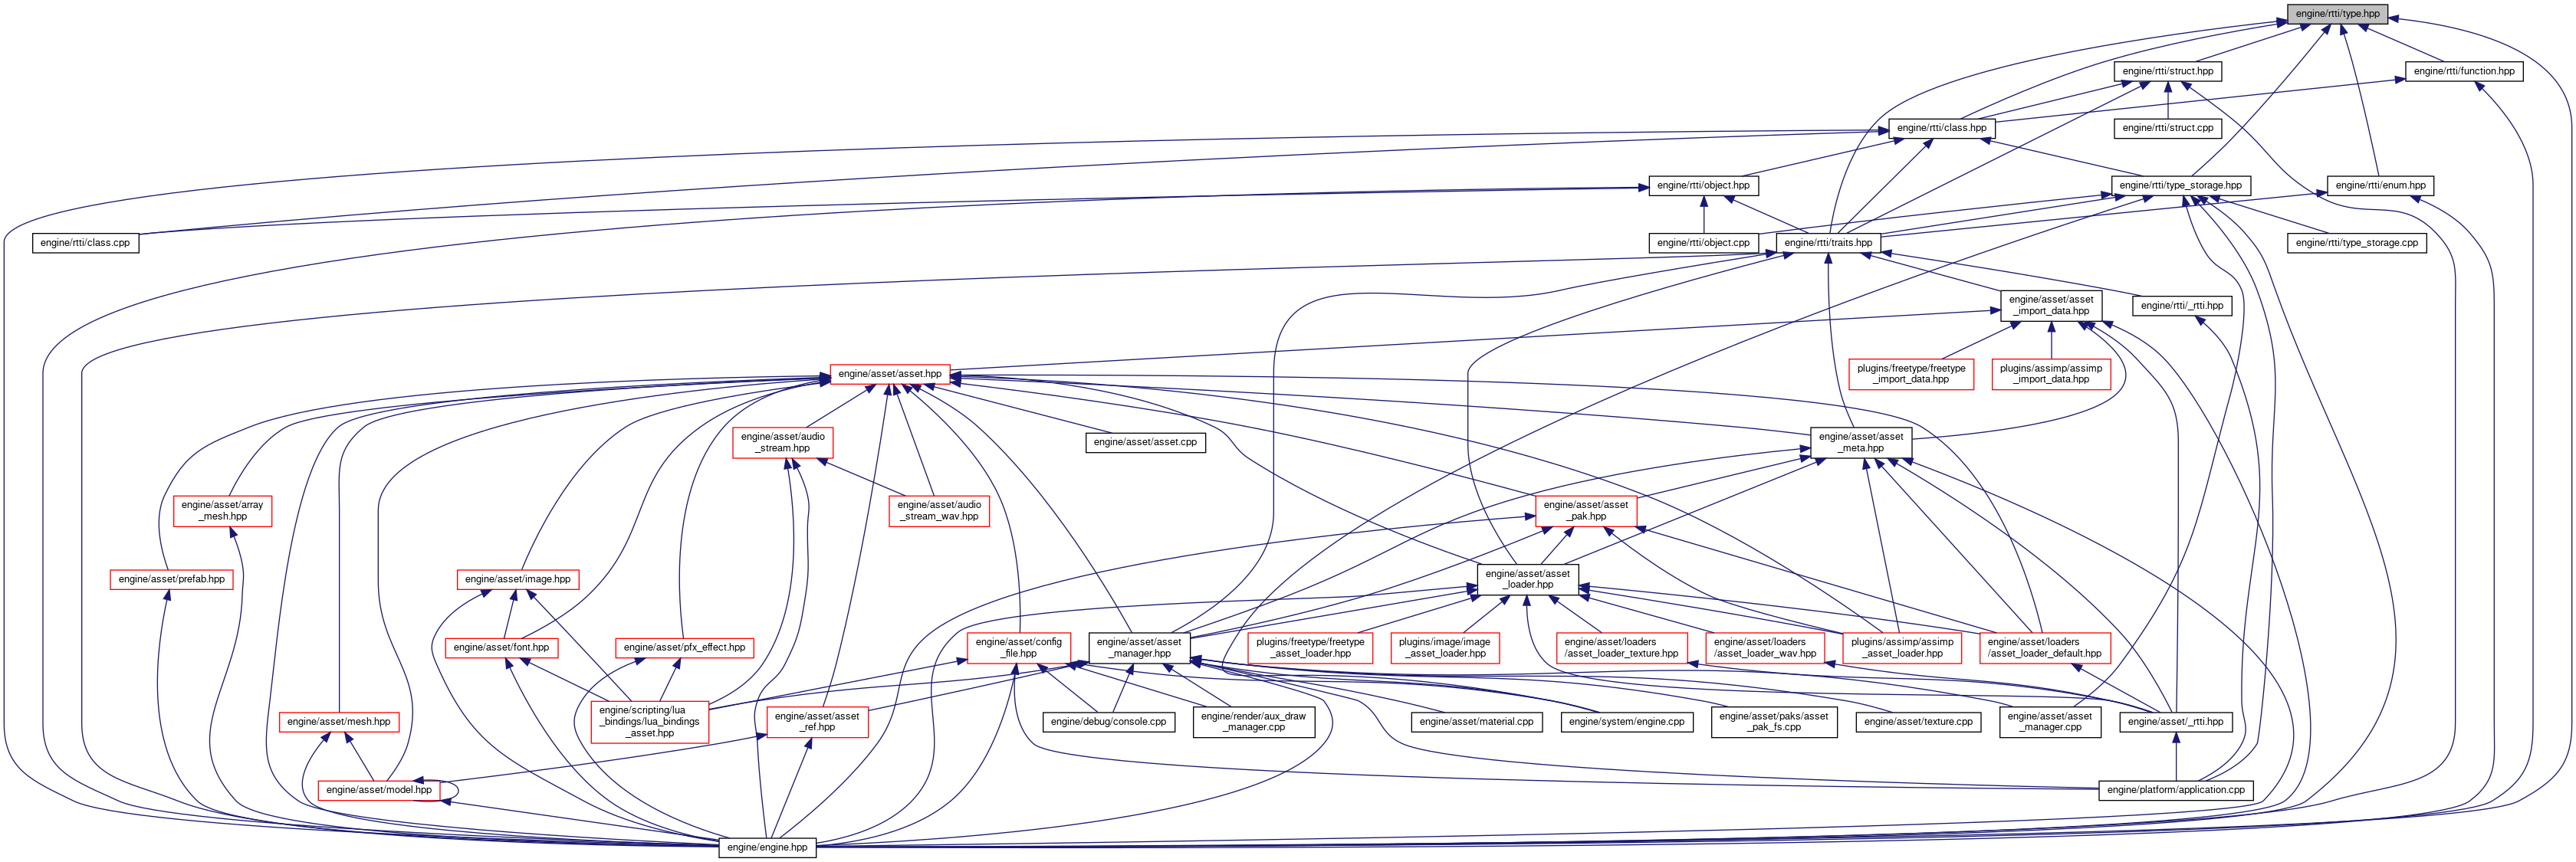 engine/rtti/type.hpp
engine/rtti/struct.hpp
engine/rtti/function.hpp
engine/rtti/class.hpp
engine/rtti/struct.cpp
engine/rtti/object.hpp
engine/rtti/type_storage.hpp
engine/rtti/enum.hpp
engine/rtti/class.cpp
engine/rtti/object.cpp
engine/rtti/traits.hpp
engine/rtti/type_storage.cpp
engine/asset/asset
_import_data.hpp
engine/rtti/_rtti.hpp
engine/asset/asset.hpp
plugins/freetype/freetype
_import_data.hpp
plugins/assimp/assimp
_import_data.hpp
engine/asset/audio
_stream.hpp
engine/asset/asset.cpp
engine/asset/asset
_meta.hpp
engine/asset/array
_mesh.hpp
engine/asset/audio
_stream_wav.hpp
engine/asset/asset
_pak.hpp
engine/asset/prefab.hpp
engine/asset/image.hpp
engine/asset/asset
_loader.hpp
engine/asset/font.hpp
engine/asset/pfx_effect.hpp
engine/asset/config
_file.hpp
engine/asset/asset
_manager.hpp
plugins/freetype/freetype
_asset_loader.hpp
plugins/image/image
_asset_loader.hpp
engine/asset/loaders
/asset_loader_texture.hpp
engine/asset/loaders
/asset_loader_wav.hpp
plugins/assimp/assimp
_asset_loader.hpp
engine/asset/loaders
/asset_loader_default.hpp
engine/asset/mesh.hpp
engine/scripting/lua
_bindings/lua_bindings
_asset.hpp
engine/asset/asset
_ref.hpp
engine/debug/console.cpp
engine/render/aux_draw
_manager.cpp
engine/asset/material.cpp
engine/system/engine.cpp
engine/asset/paks/asset
_pak_fs.cpp
engine/asset/texture.cpp
engine/asset/asset
_manager.cpp
engine/asset/_rtti.hpp
engine/asset/model.hpp
engine/platform/application.cpp
engine/engine.hpp